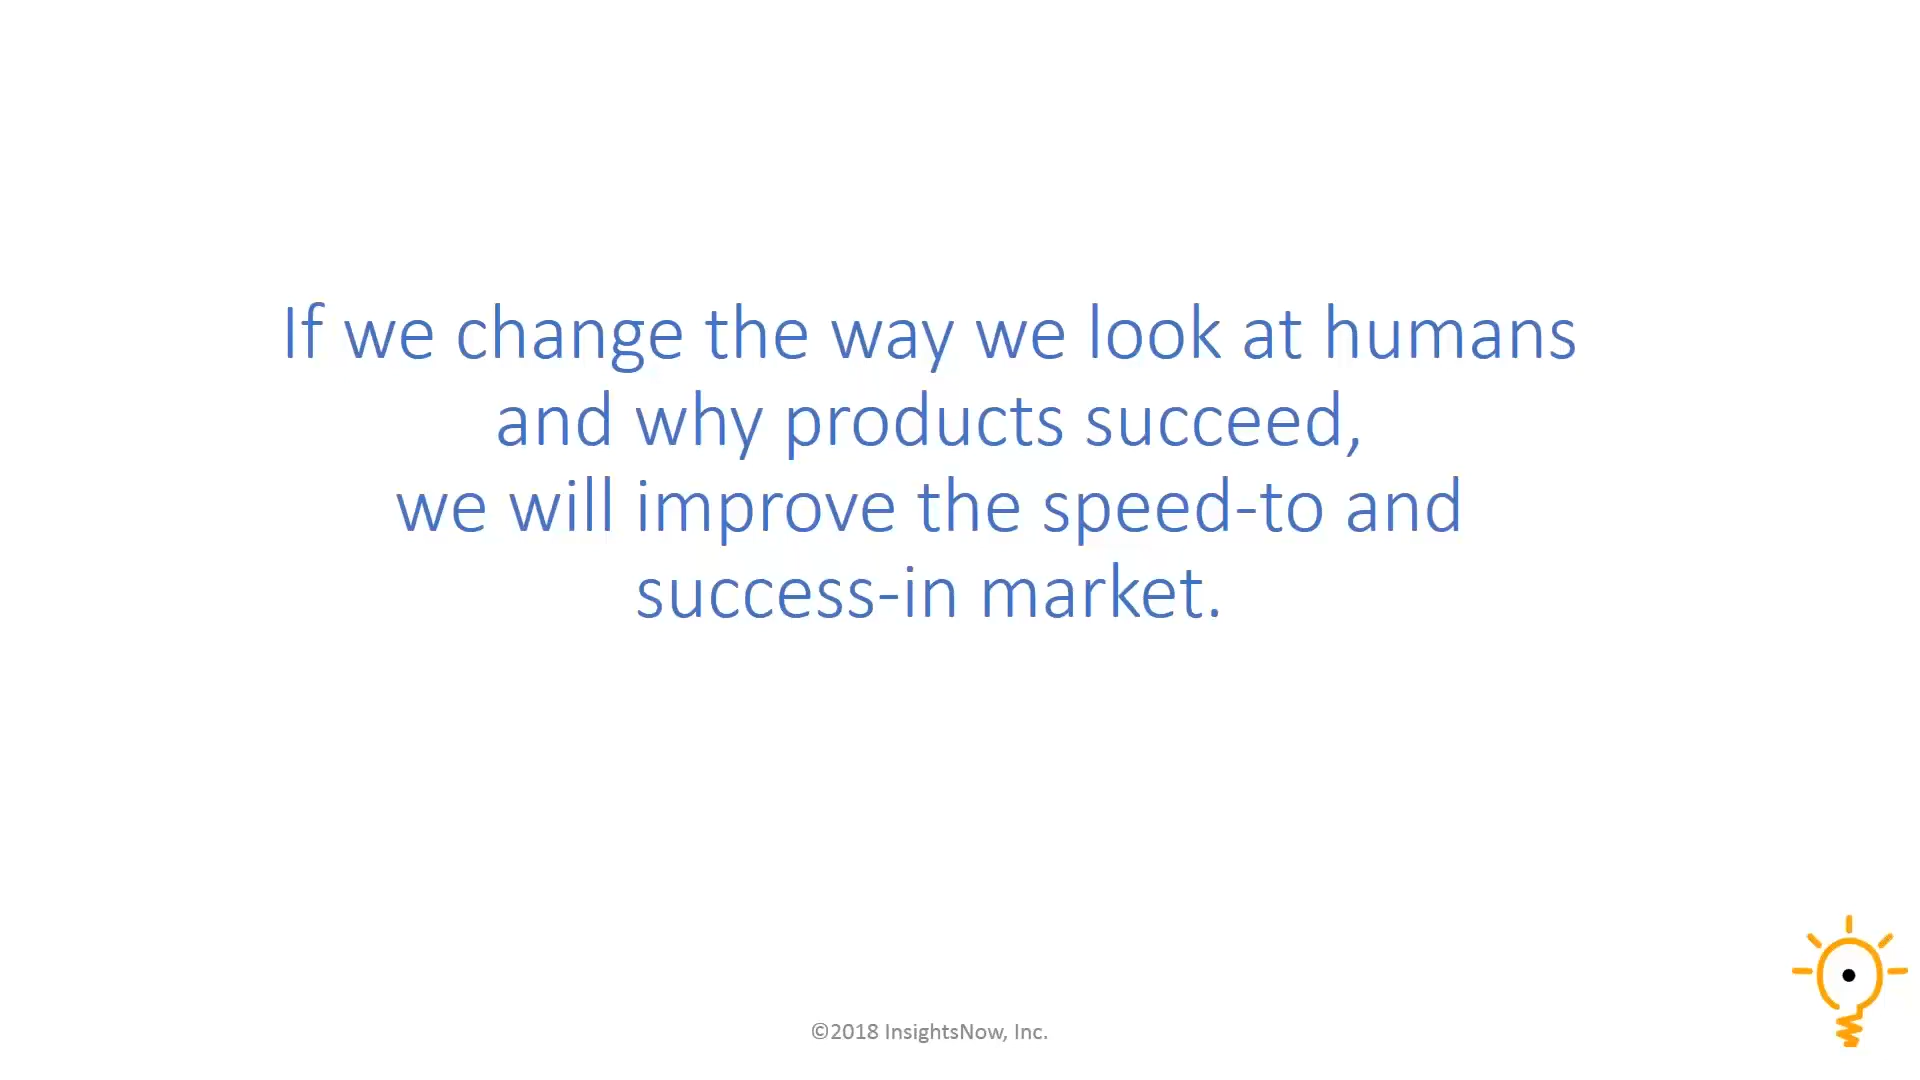 If we change the way we look at humans
and why products succeed,
we will improve the speed-to and
success-in market.
©2018 InsightsNow, Inc.